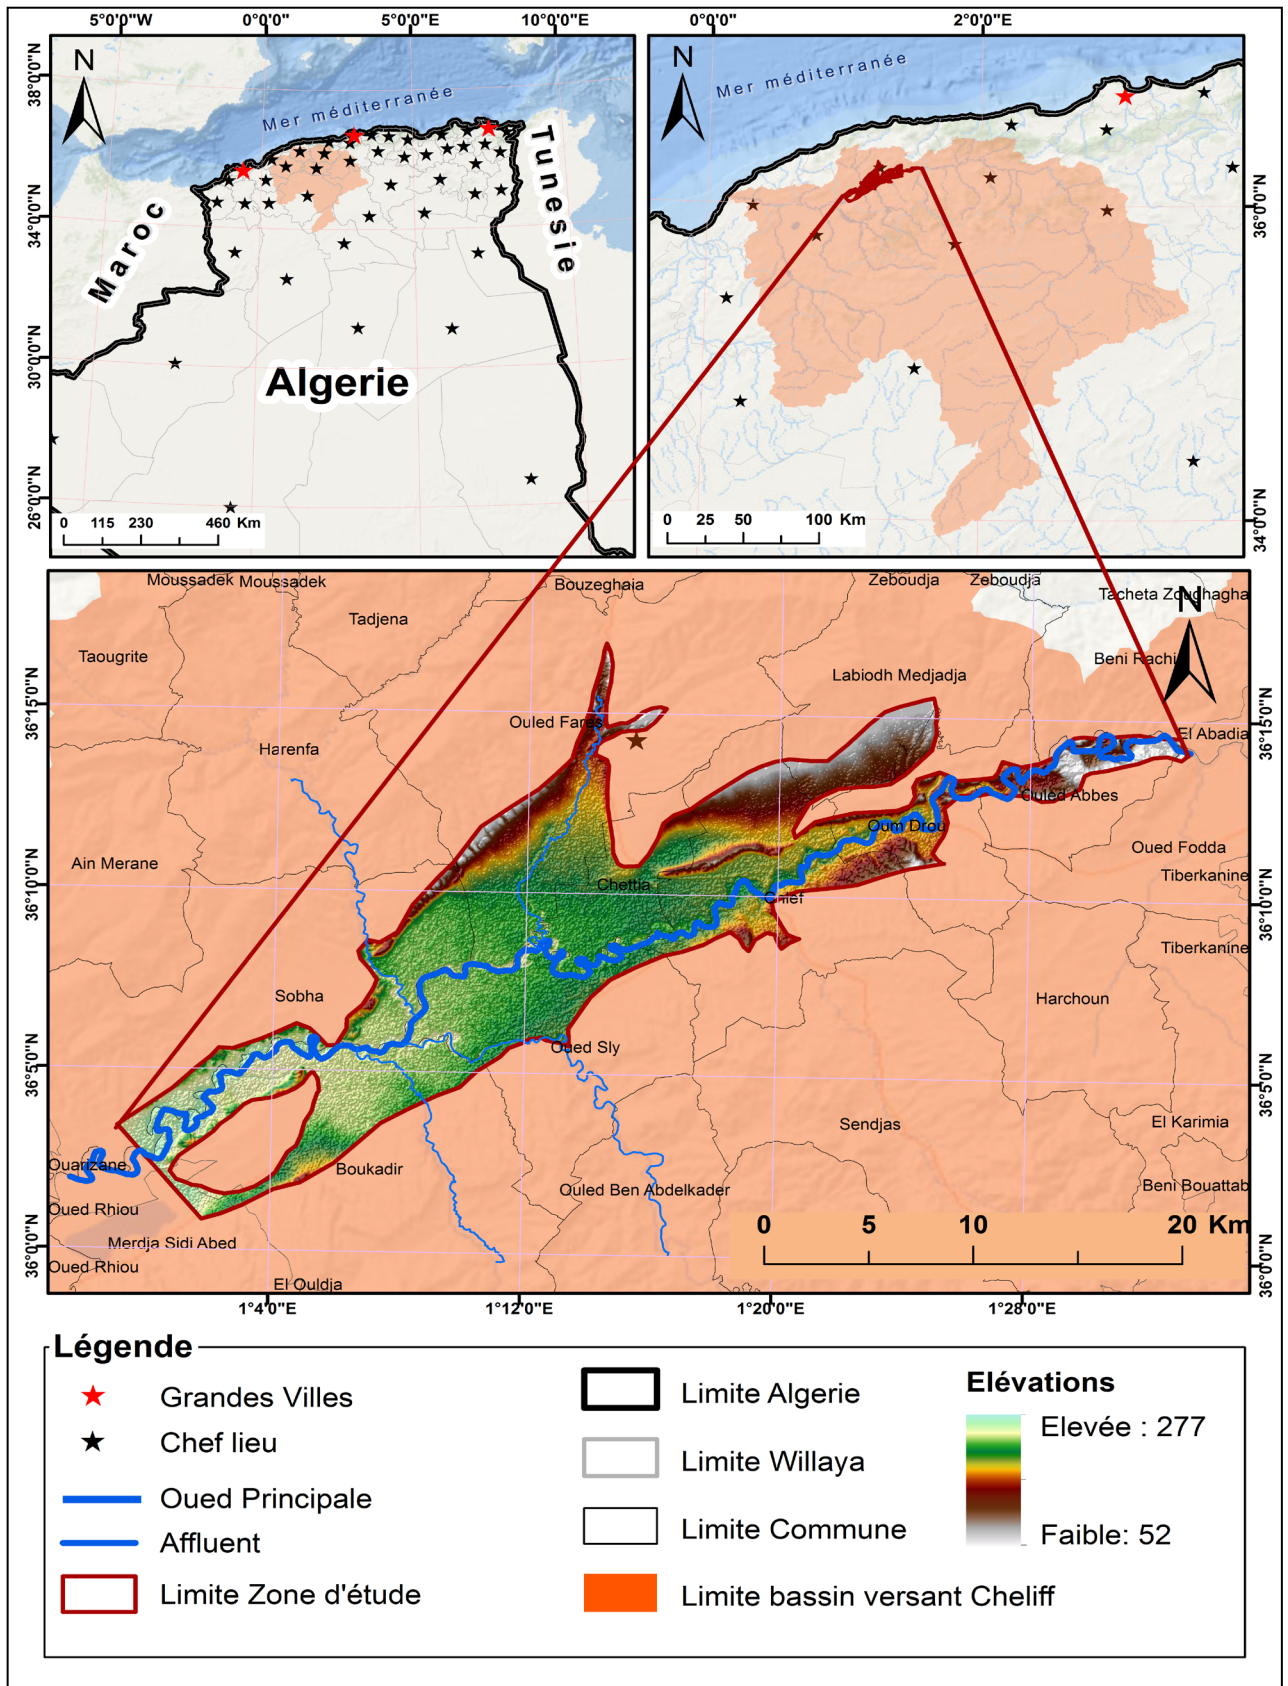 5°0'0"W 0°0'0" 5°0'0"E 10°0'0"E
0°0'0" 2°0'0"E
38°0'0"N
34°0'0"N
30°0'0"N
26°0'0"N
N
Mer méditerranée
Maroc
Tunesie
Algerie
0 115 230 460 Km
N
Mer méditerranée
36°0'0"N
34°0'0"N
0 25 50 100 Km
Moussadek Moussadek
Bouzeghaia
Zeboudja Zeboudja
Tacheta Zoughagha
N
Tadjena
Taougrite
Beni Rachi
Labiodh Medjadja
36°15'0"N
36°15'0"N
Ouled Fares
El Abadia
Harenfa
Ouled Abbes
Oum Drou
Oued Fodda
Ain Merane
Tiberkanine
Chettia
36°10'0"N
36°10'0"N
Chlef
Tiberkanine
Sobha
Harchoun
Oued Sly
36°5'0"N
36°5'0"N
Sendjas
El Karimia
Ouarizane
Boukadir
Ouled Ben Abdelkader
Beni Bouattab
Oued Rhiou
0 5 10 20 Km
Merdja Sidi Abed
36°0'0"N
36°0'0"N
Oued Rhiou
El Ouldja
1°4'0"E 1°12'0"E 1°20'0"E 1°28'0"E
Légende
Grandes Villes
Chef lieu
Oued Principale
Affluent
Limite Zone d'étude
Limite Algerie
Limite Willaya
Limite Commune
Limite bassin versant Cheliff
Elévations
Elevée : 277
Faible: 52